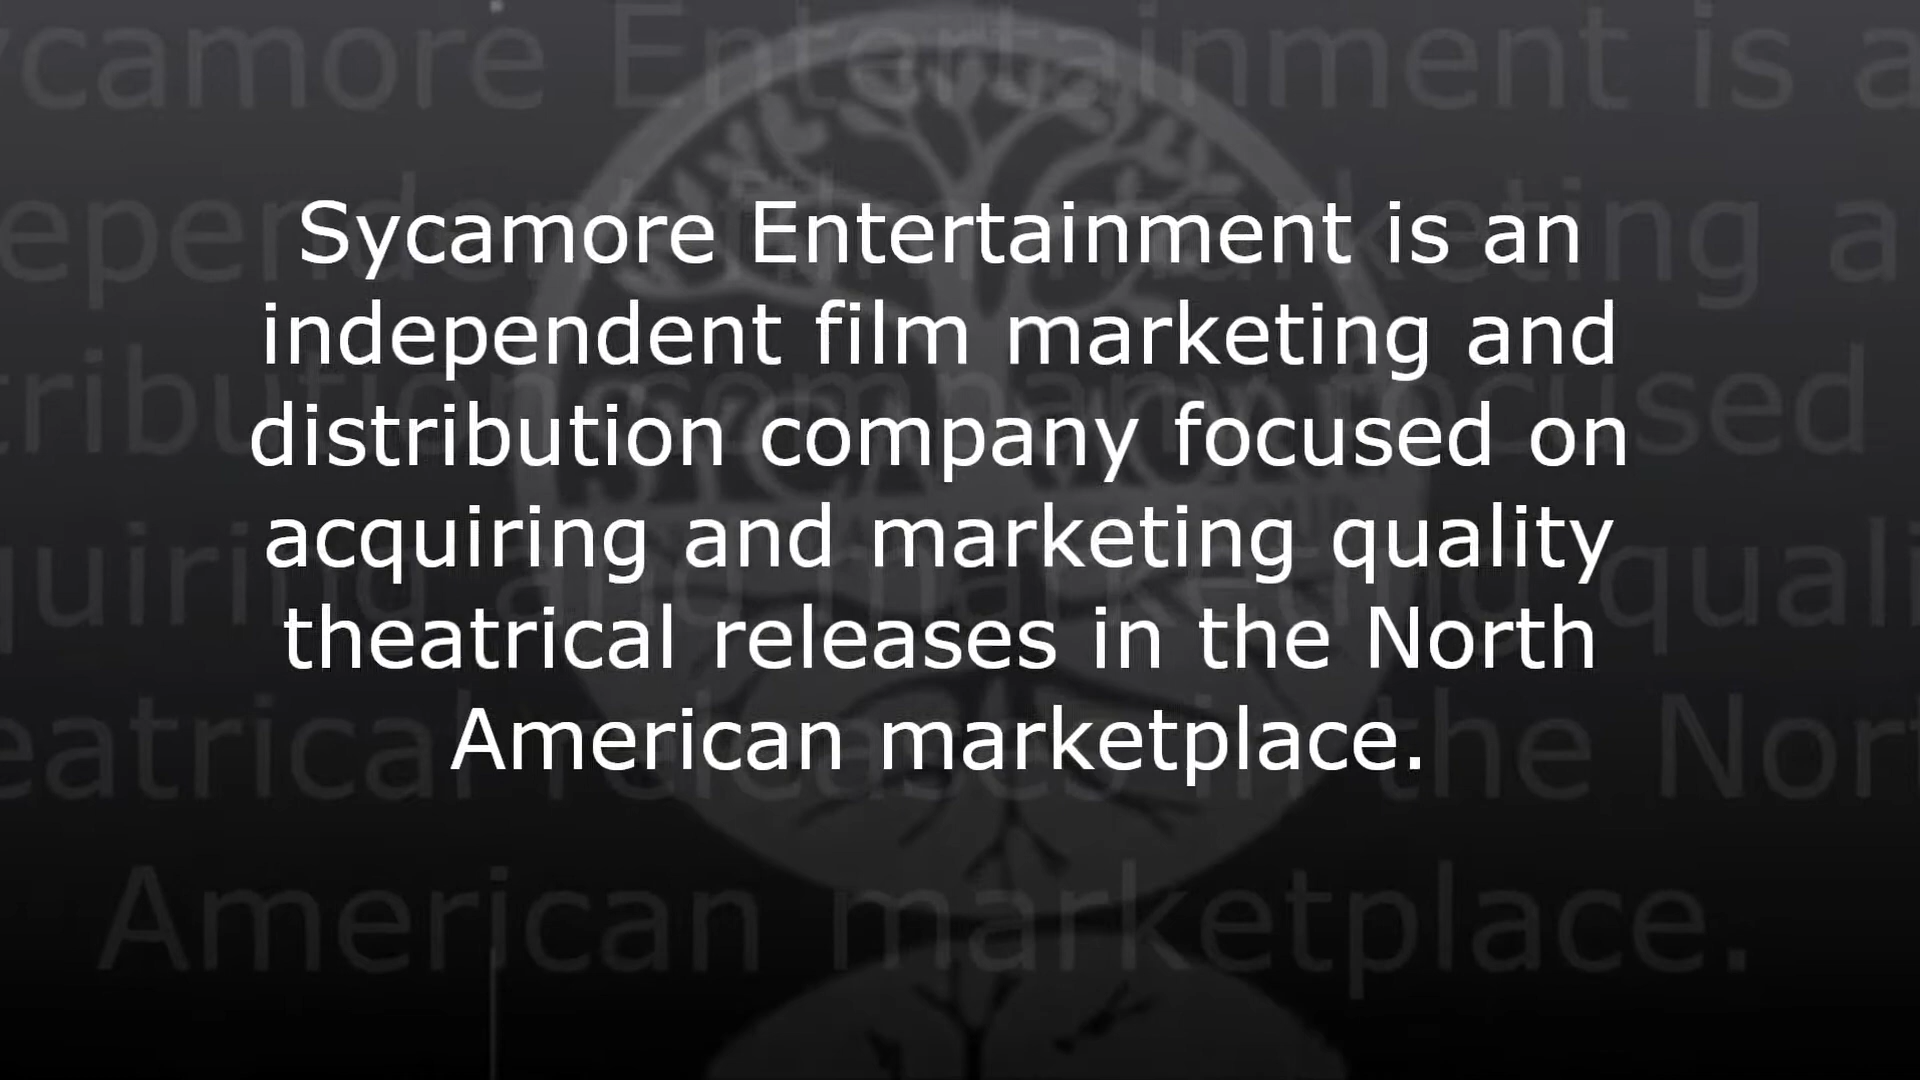 Sycamore Entertainment is an
independent film marketing and
distribution company focused on
acquiring and marketing quality
theatrical releases in the North
American marketplace.